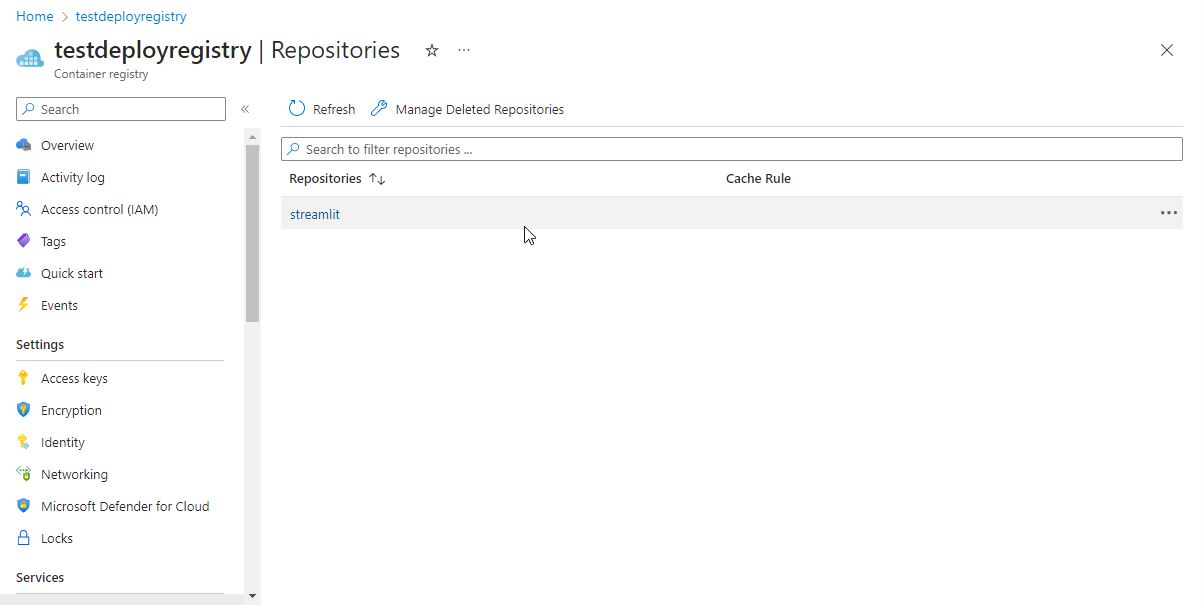 Home > testdeployregistry
testdeployregistry | Repositories
Container registry
Search
Overview
Activity log
Access control (IAM)
Tags
Quick start
Events
Settings
Access keys
Encryption
Identity
Networking
Microsoft Defender for Cloud
Locks
Services
Refresh
Manage Deleted Repositories
Search to filter repositories ...
Repositories
Cache Rule
streamlit